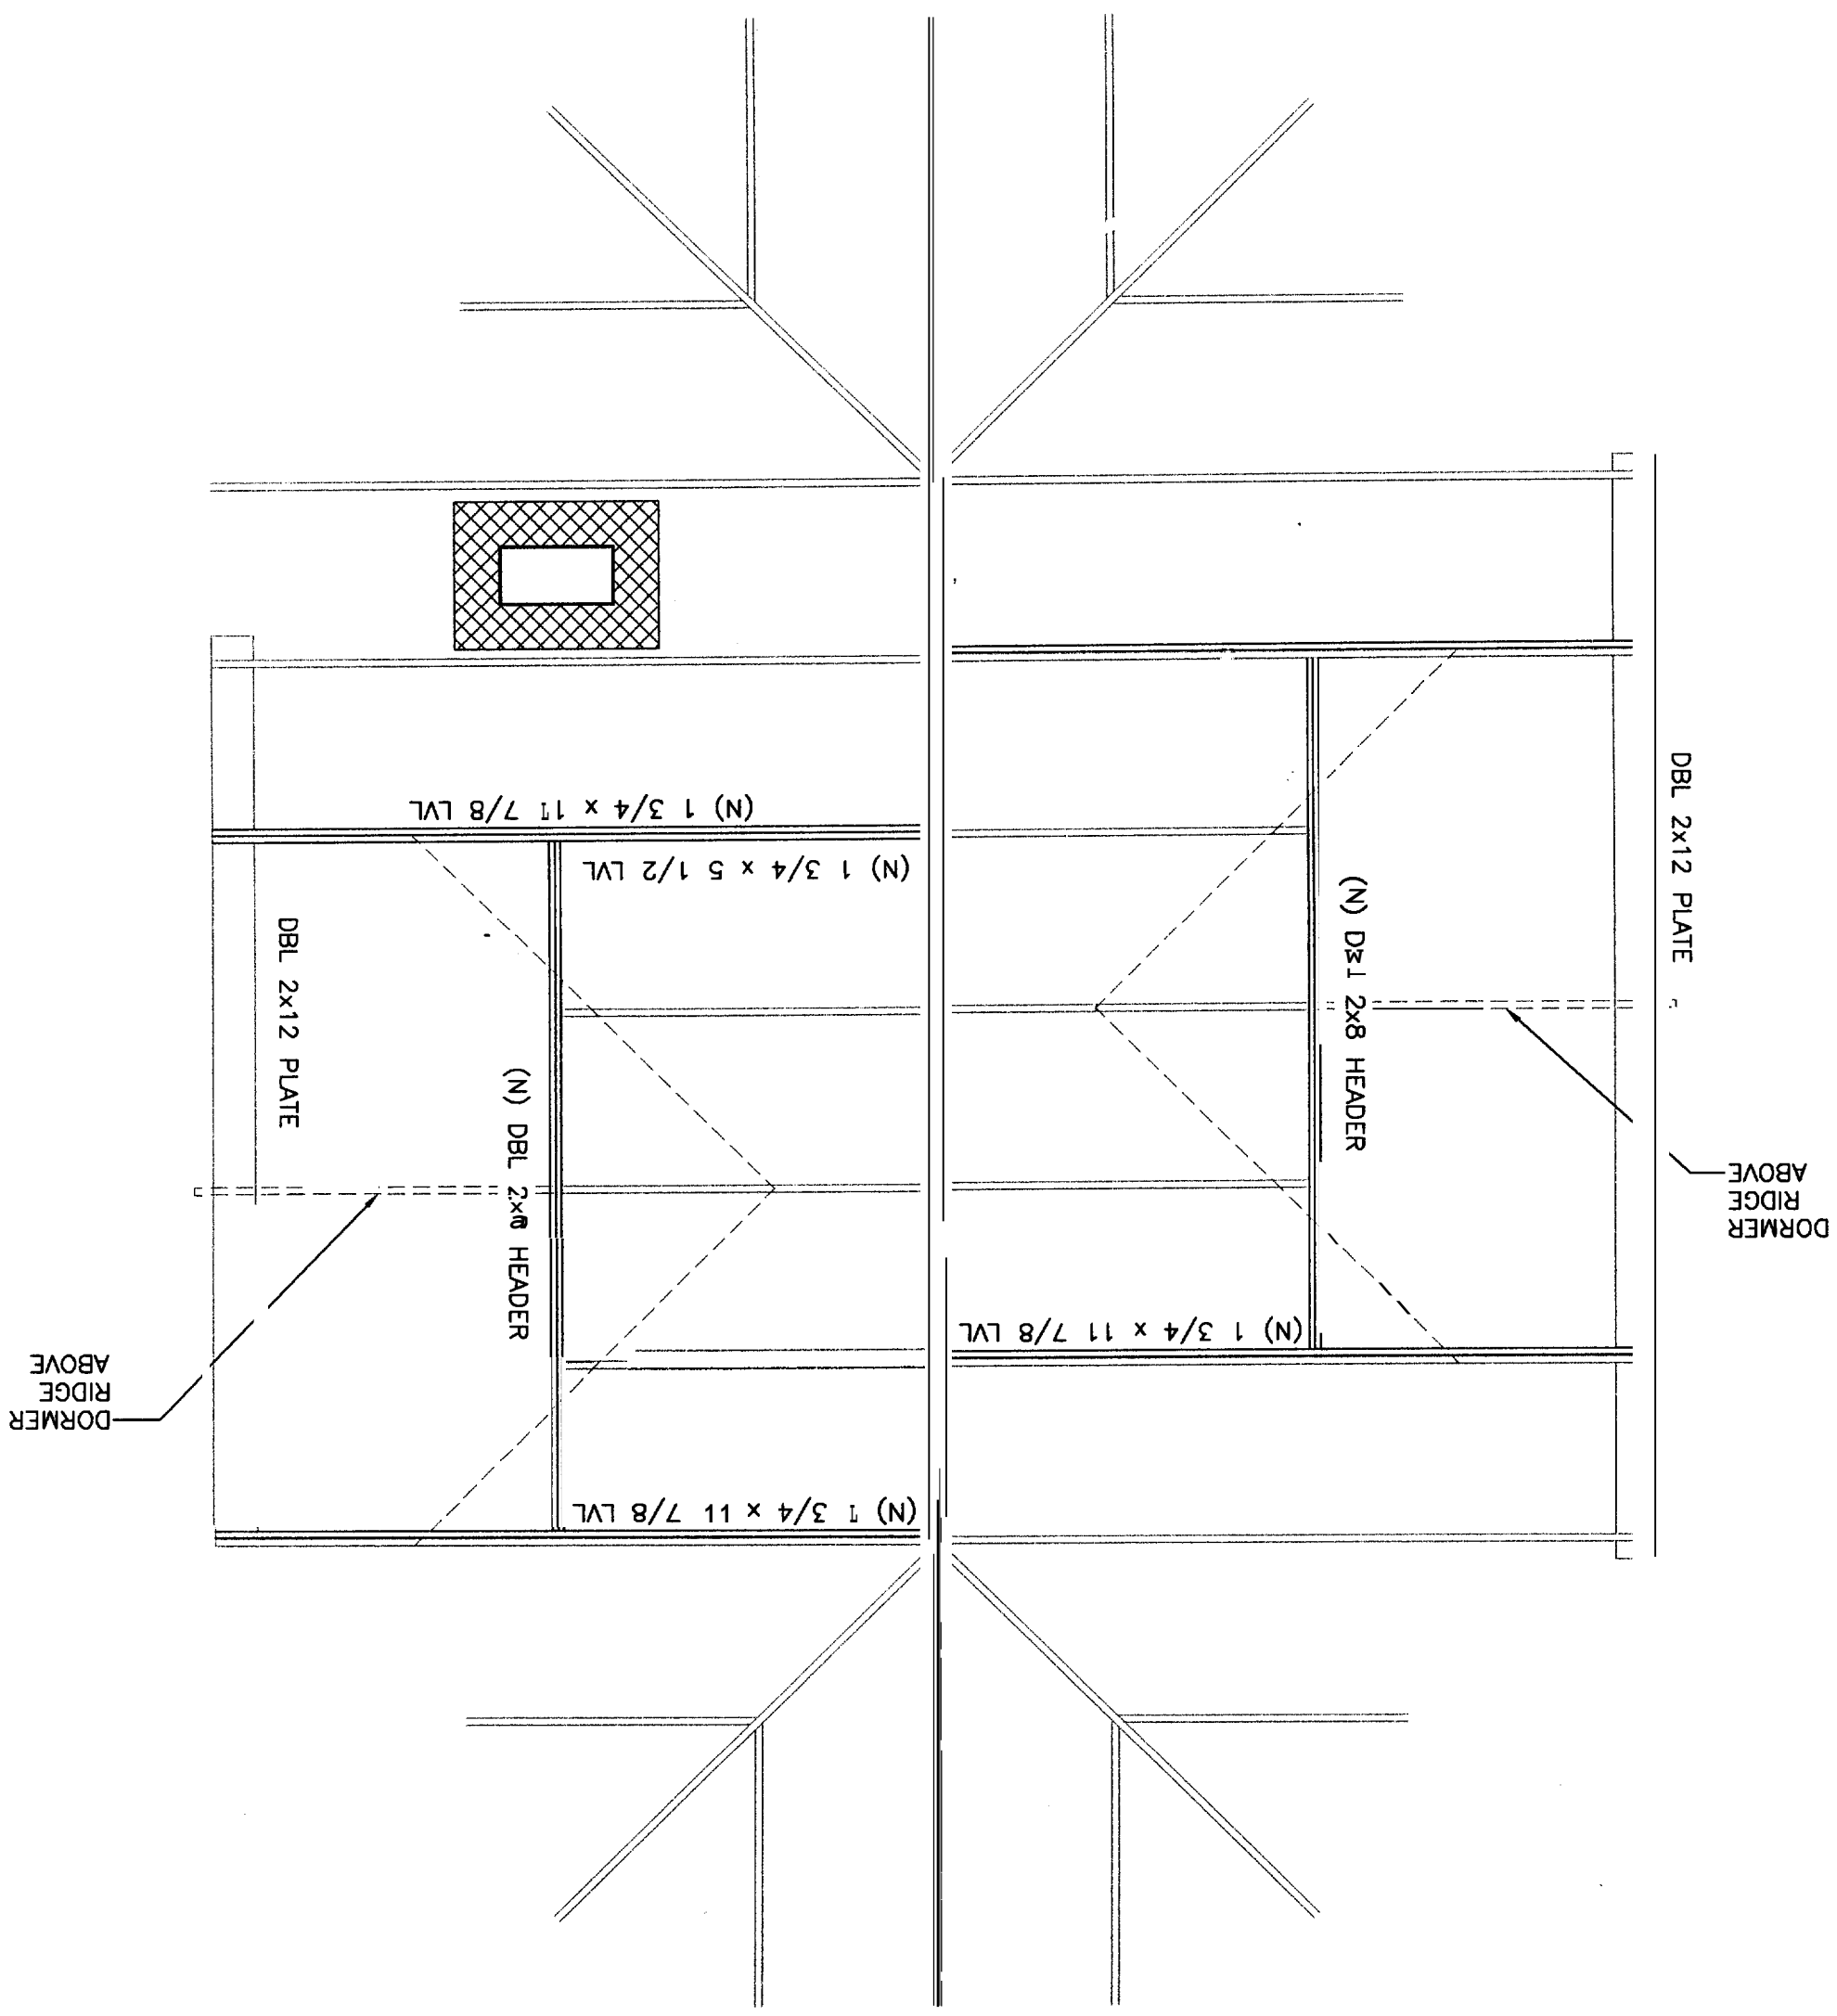 (N) 1 3/4 x 11 7/8 LVL
DORMER
RIDGE
ABOVE
(N) 1 3/4 x 11 7/8 LVL
DORMER
RIDGE
ABOVE
(N) DBL HEADER
(N) 2x8 HEADER
DBL 2x12 PLATE
DBL 2x12 PLATE
(N) 1 3/4 x 5 1/2 LVL
(N) 1 3/4 x 11 7/8 LVL